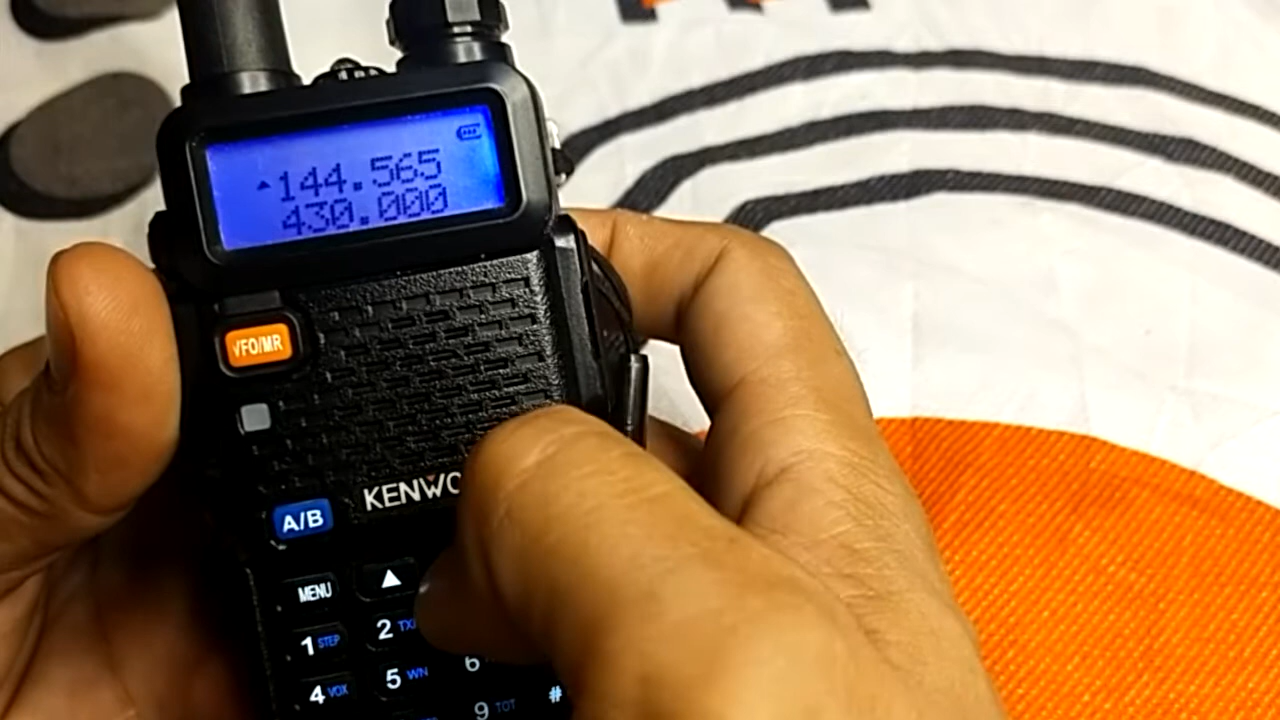 144.565
430.000
VFO/MR
KENWO
A/B
MENU
1 STEP
2 TX
4 VOX
5 WN
6
9 TOT
#